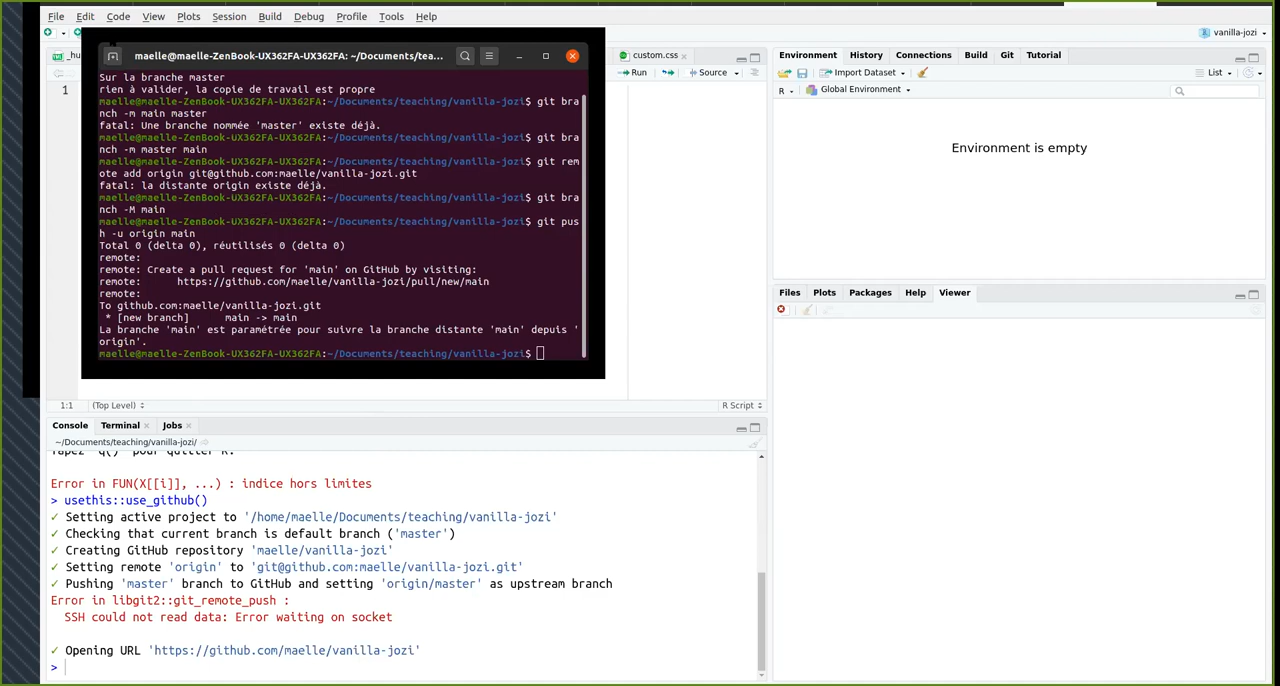 File Edit Code View Plots Session Build Debug Profile Tools Help
vanilla-jozi
maelle@maelle-ZenBook-UX362FA-UX362FA: ~/Documents/tea...
custom.css
Run Source
1
Sur la branche master
rien à valider, la copie de travail est propre
maelle@maelle-ZenBook-UX362FA-UX362FA:~/Documents/teaching/vanilla-jozi$ git bra
nch -m main master
fatal: Une branche nommée 'master' existe déjà.
maelle@maelle-ZenBook-UX362FA-UX362FA:~/Documents/teaching/vanilla-jozi$ git bra
nch -m master main
maelle@maelle-ZenBook-UX362FA-UX362FA:~/Documents/teaching/vanilla-jozi$ git rem
ote add origin git@github.com:maelle/vanilla-jozi.git
fatal: la distante origin existe déjà.
maelle@maelle-ZenBook-UX362FA-UX362FA:~/Documents/teaching/vanilla-jozi$ git bra
nch -M main
maelle@maelle-ZenBook-UX362FA-UX362FA:~/Documents/teaching/vanilla-jozi$ git pus
h -u origin main
Total 0 (delta 0), réutilisés 0 (delta 0)
remote:
remote: Create a pull request for 'main' on GitHub by visiting:
remote: https://github.com/maelle/vanilla-jozi/pull/new/main
remote:
To github.com:maelle/vanilla-jozi.git
* [new branch] main -> main
La branche 'main' est paramétrée pour suivre la branche distante 'main' depuis '
origin'.
maelle@maelle-ZenBook-UX362FA-UX362FA:~/Documents/teaching/vanilla-jozi$
1:1 (Top Level) R Script
Console Terminal Jobs
~/Documents/teaching/vanilla-jozi/
Error in FUN(X[[i]], ...) : indice hors limites
> usethis::use_github()
✓ Setting active project to '/home/maelle/Documents/teaching/vanilla-jozi'
✓ Checking that current branch is default branch ('master')
✓ Creating GitHub repository 'maelle/vanilla-jozi'
✓ Setting remote 'origin' to 'git@github.com:maelle/vanilla-jozi.git'
✓ Pushing 'master' branch to GitHub and setting 'origin/master' as upstream branch
Error in libgit2::git_remote_push :
SSH could not read data: Error waiting on socket
✓ Opening URL 'https://github.com/maelle/vanilla-jozi'
>
Environment History Connections Build Git Tutorial
Import Dataset List
R Global Environment
Environment is empty
Files Plots Packages Help Viewer